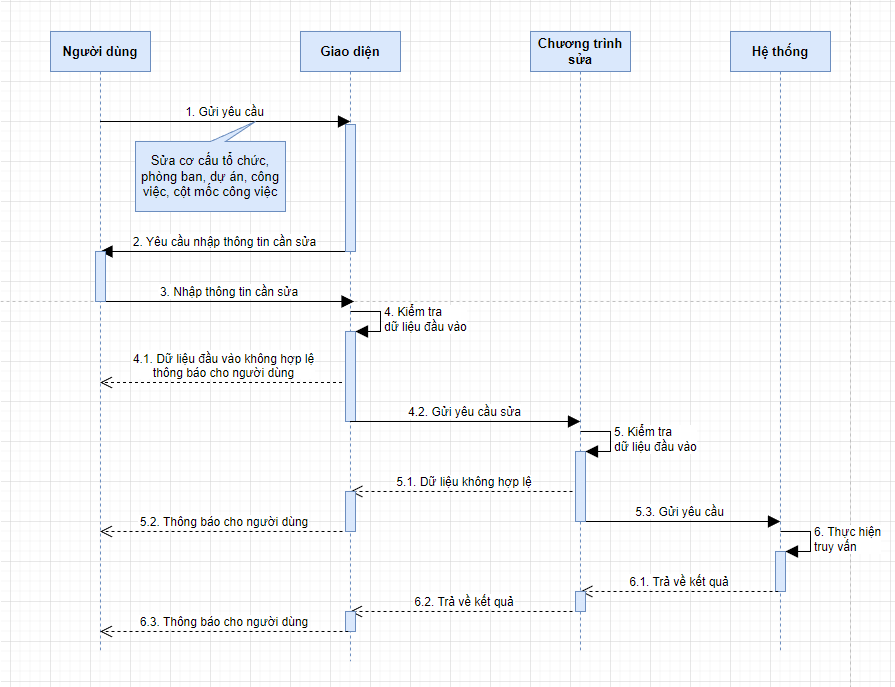 Người dùng
Giao diện
Chương trình
sửa
Hệ thống
1. Gửi yêu cầu
Sửa cơ cấu tổ chức,
phòng ban, dự án, công
việc, cột mốc công việc
2. Yêu cầu nhập thông tin cần sửa
3. Nhập thông tin cần sửa
4. Kiểm tra
dữ liệu đầu vào
4.1. Dữ liệu đầu vào không hợp lệ
thông báo cho người dùng
4.2. Gửi yêu cầu sửa
5. Kiểm tra
dữ liệu đầu vào
5.1. Dữ liệu không hợp lệ
5.2. Thông báo cho người dùng
5.3. Gửi yêu cầu
6. Thực hiện
truy vấn
6.1. Trả về kết quả
6.2. Trả về kết quả
6.3. Thông báo cho người dùng